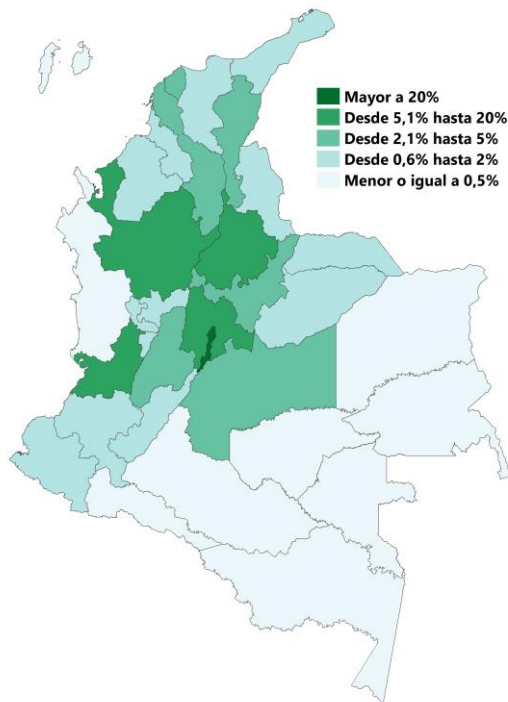 Mayor a 20%
Desde 5,1% hasta 20%
Desde 2,1% hasta 5%
Desde 0,6% hasta 2%
Menor o igual a 0,5%